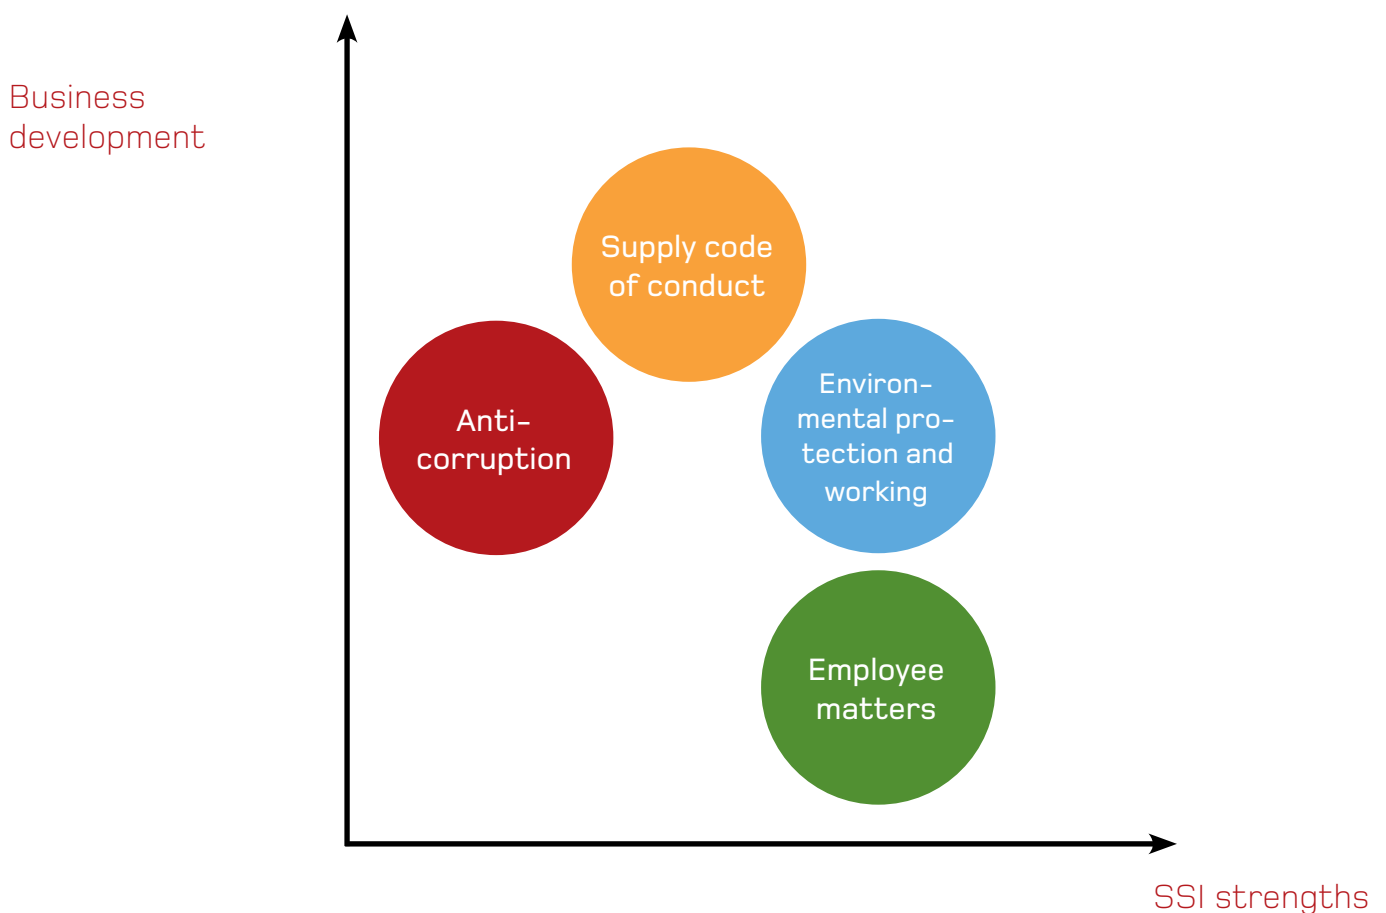 Business
development
Supply code
of conduct
Anti-
corruption
Environ-
mental pro-
tection and
working
Employee
matters
SSI strengths